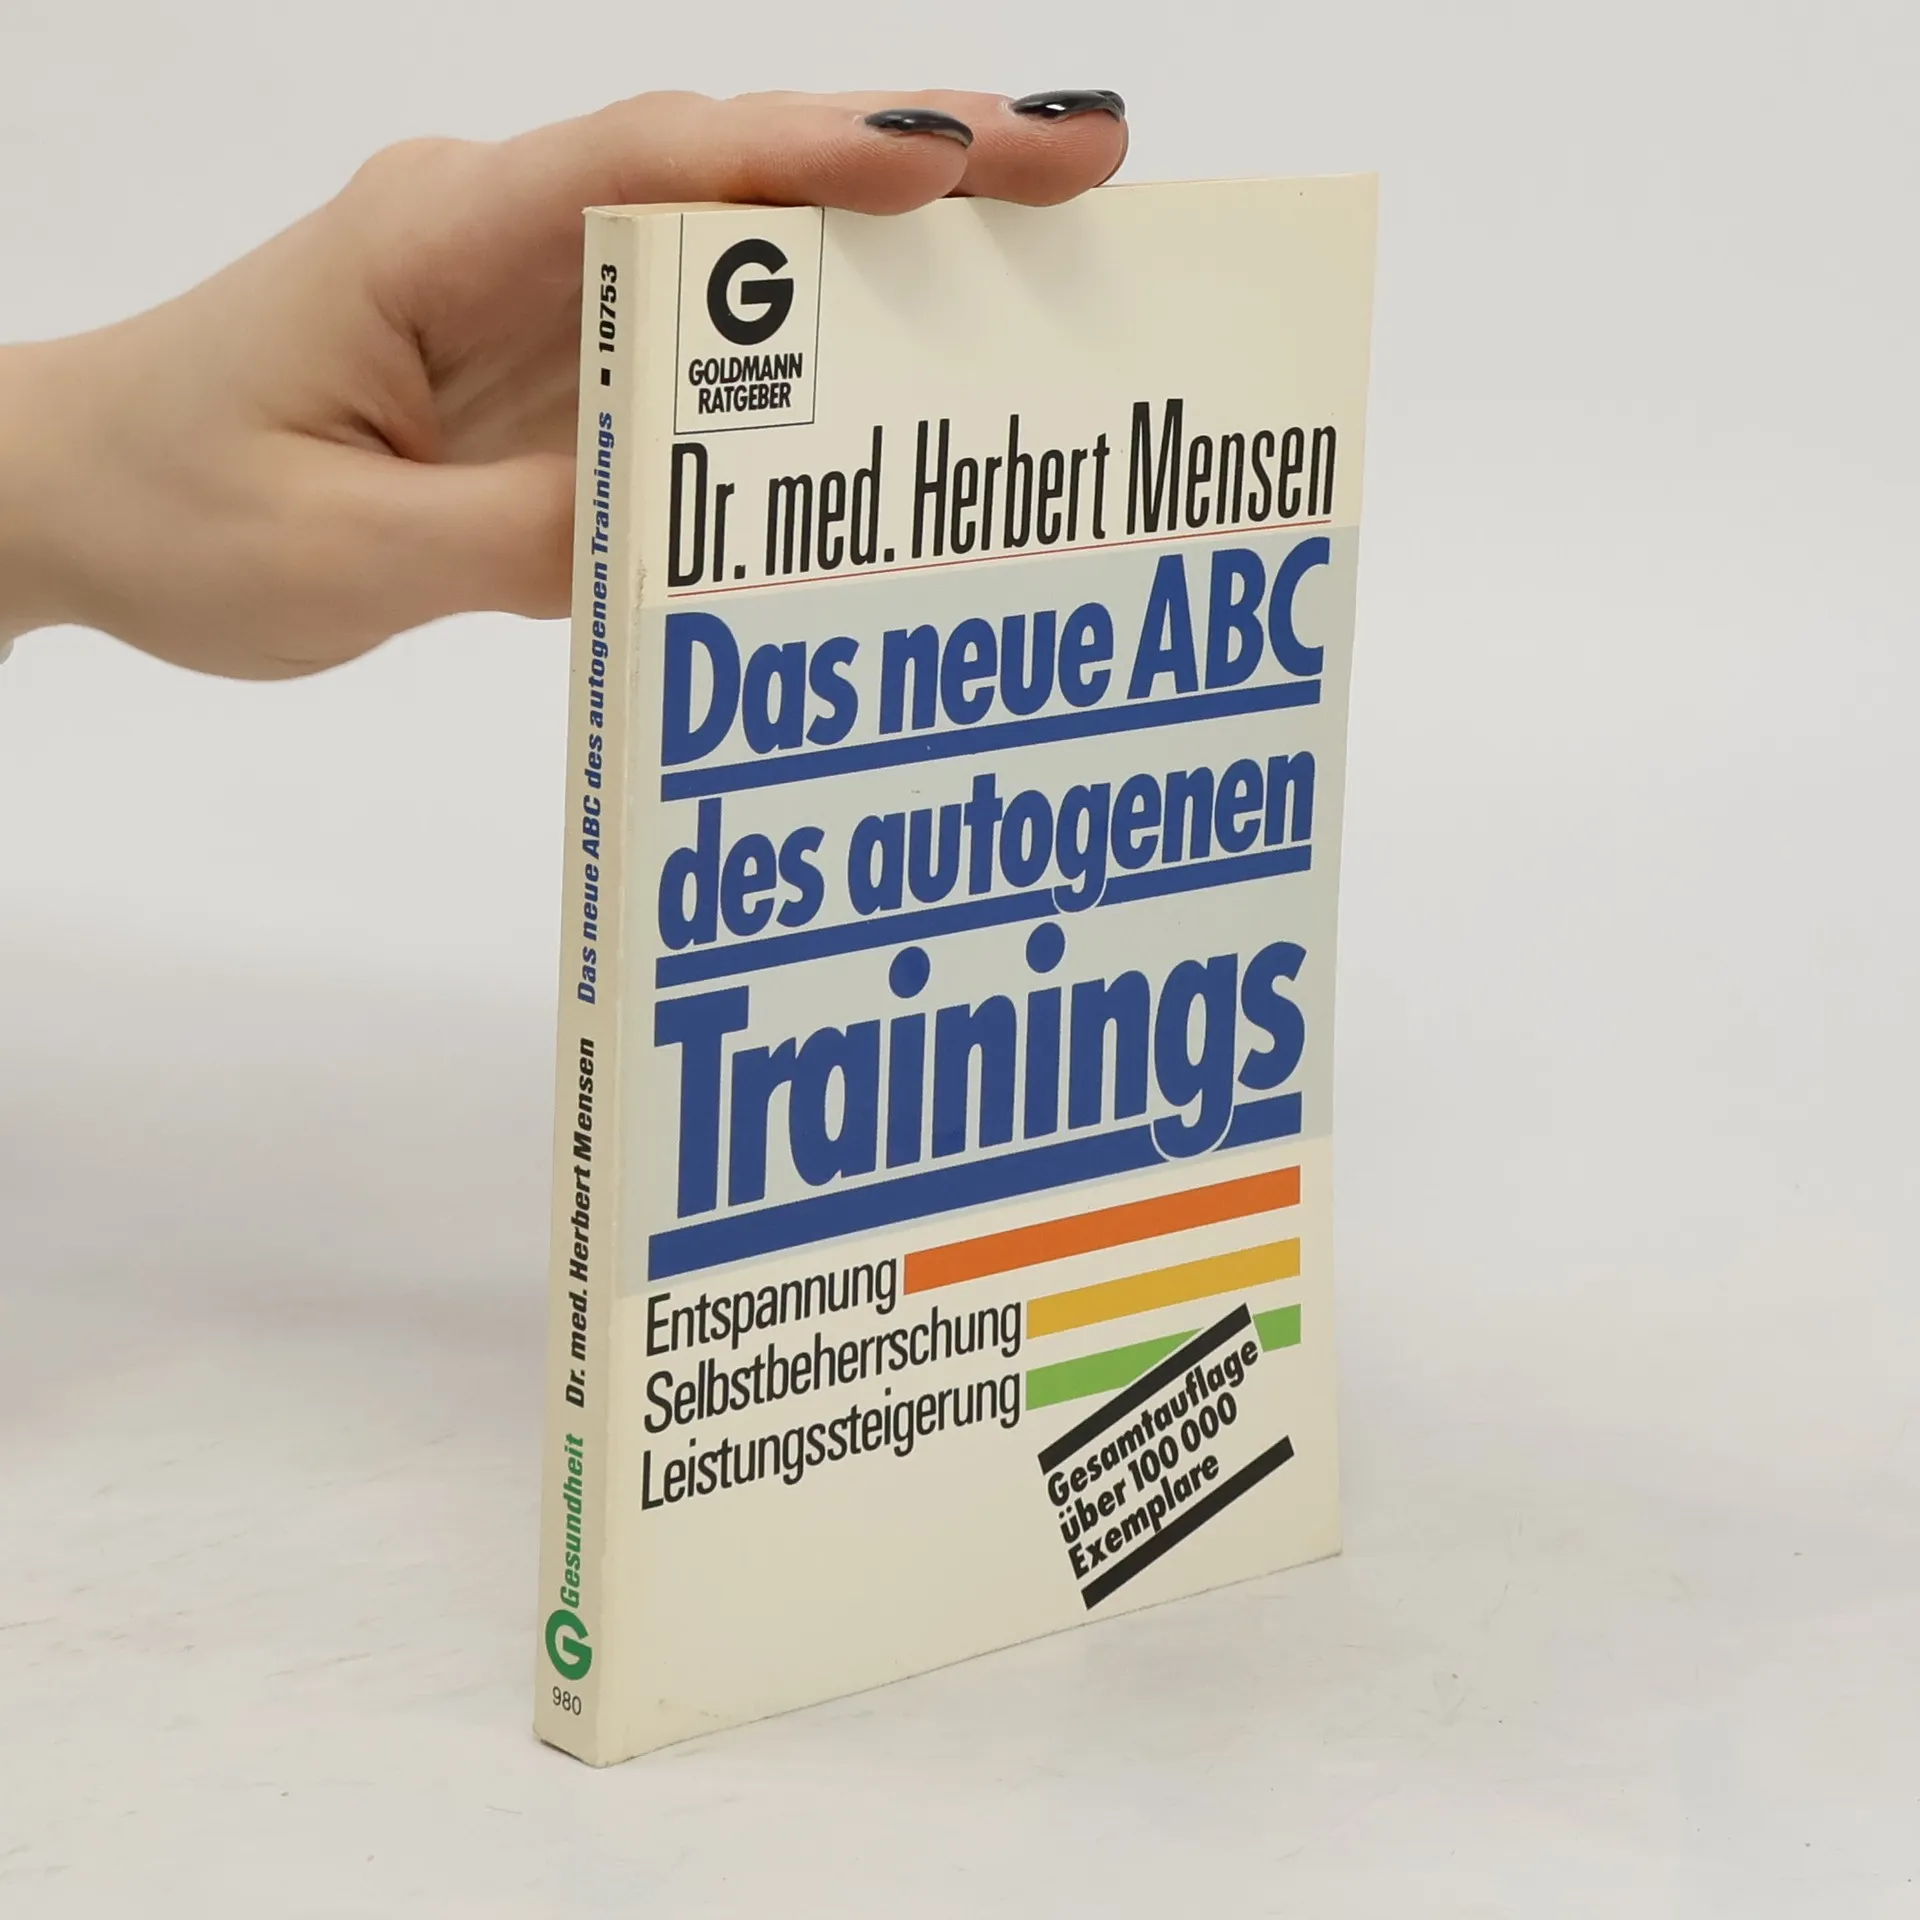 G
GOLDMANN
RATGEBER
Dr. med. Herbert Mensen
Das neue ABC
des autogenen
Trainings
Entspannung
Selbstbeherrschung
Leistungssteigerung
Gesamtauflage
über 100 000
Exemplare
G Gesundheit Dr. med. Herbert Mensen Das neue ABC des autogenen Trainings ■ 10753
980